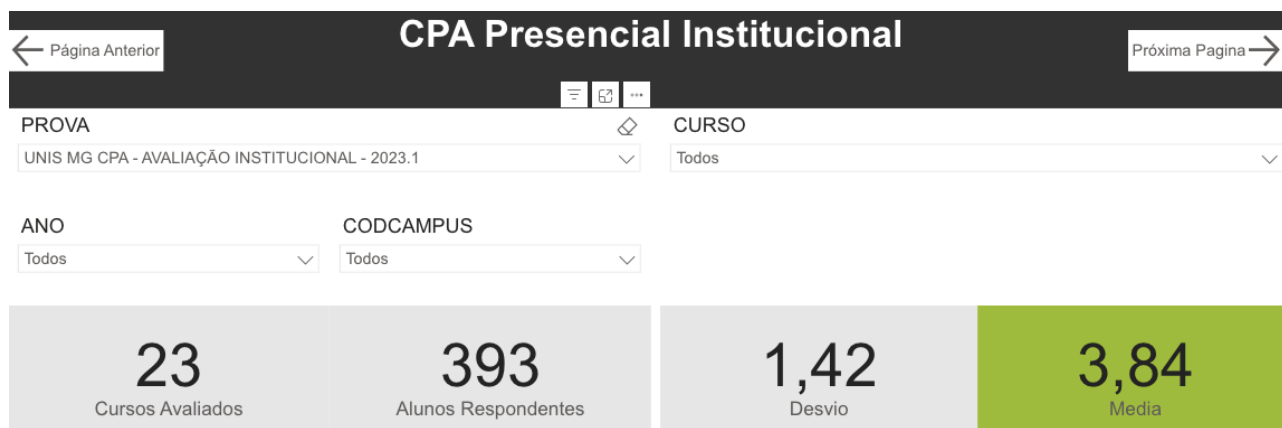 CPA Presencial Institucional
Página Anterior
Próxima Pagina
PROVA
UNIS MG CPA - AVALIAÇÃO INSTITUCIONAL - 2023.1
CURSO
Todos
ANO
Todos
CODCAMPUS
Todos
23
Cursos Avaliados
393
Alunos Respondentes
1,42
Desvio
3,84
Media